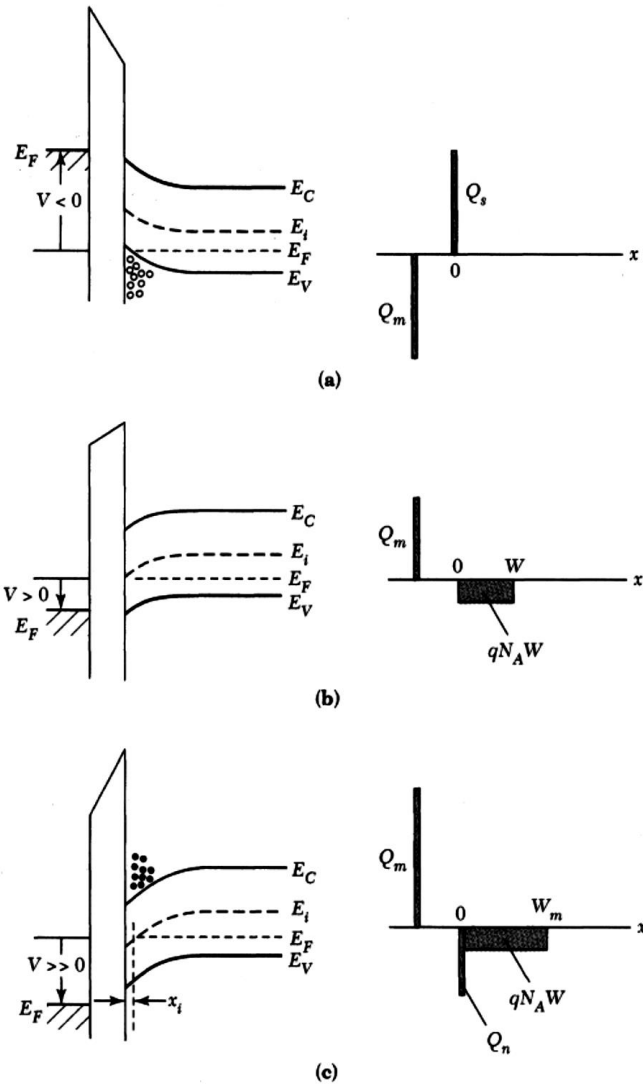 E_F
V < 0
E_C
E_i
E_F
E_V
Q_s
x
0
Q_m
(a)
E_C
E_i
E_F
E_V
V > 0
E_F
Q_m
0 W
x
qN_AW
(b)
E_C
E_i
E_F
E_V
V >> 0
E_F
x_i
Q_m
0 W_m
x
qN_AW
Q_n
(c)